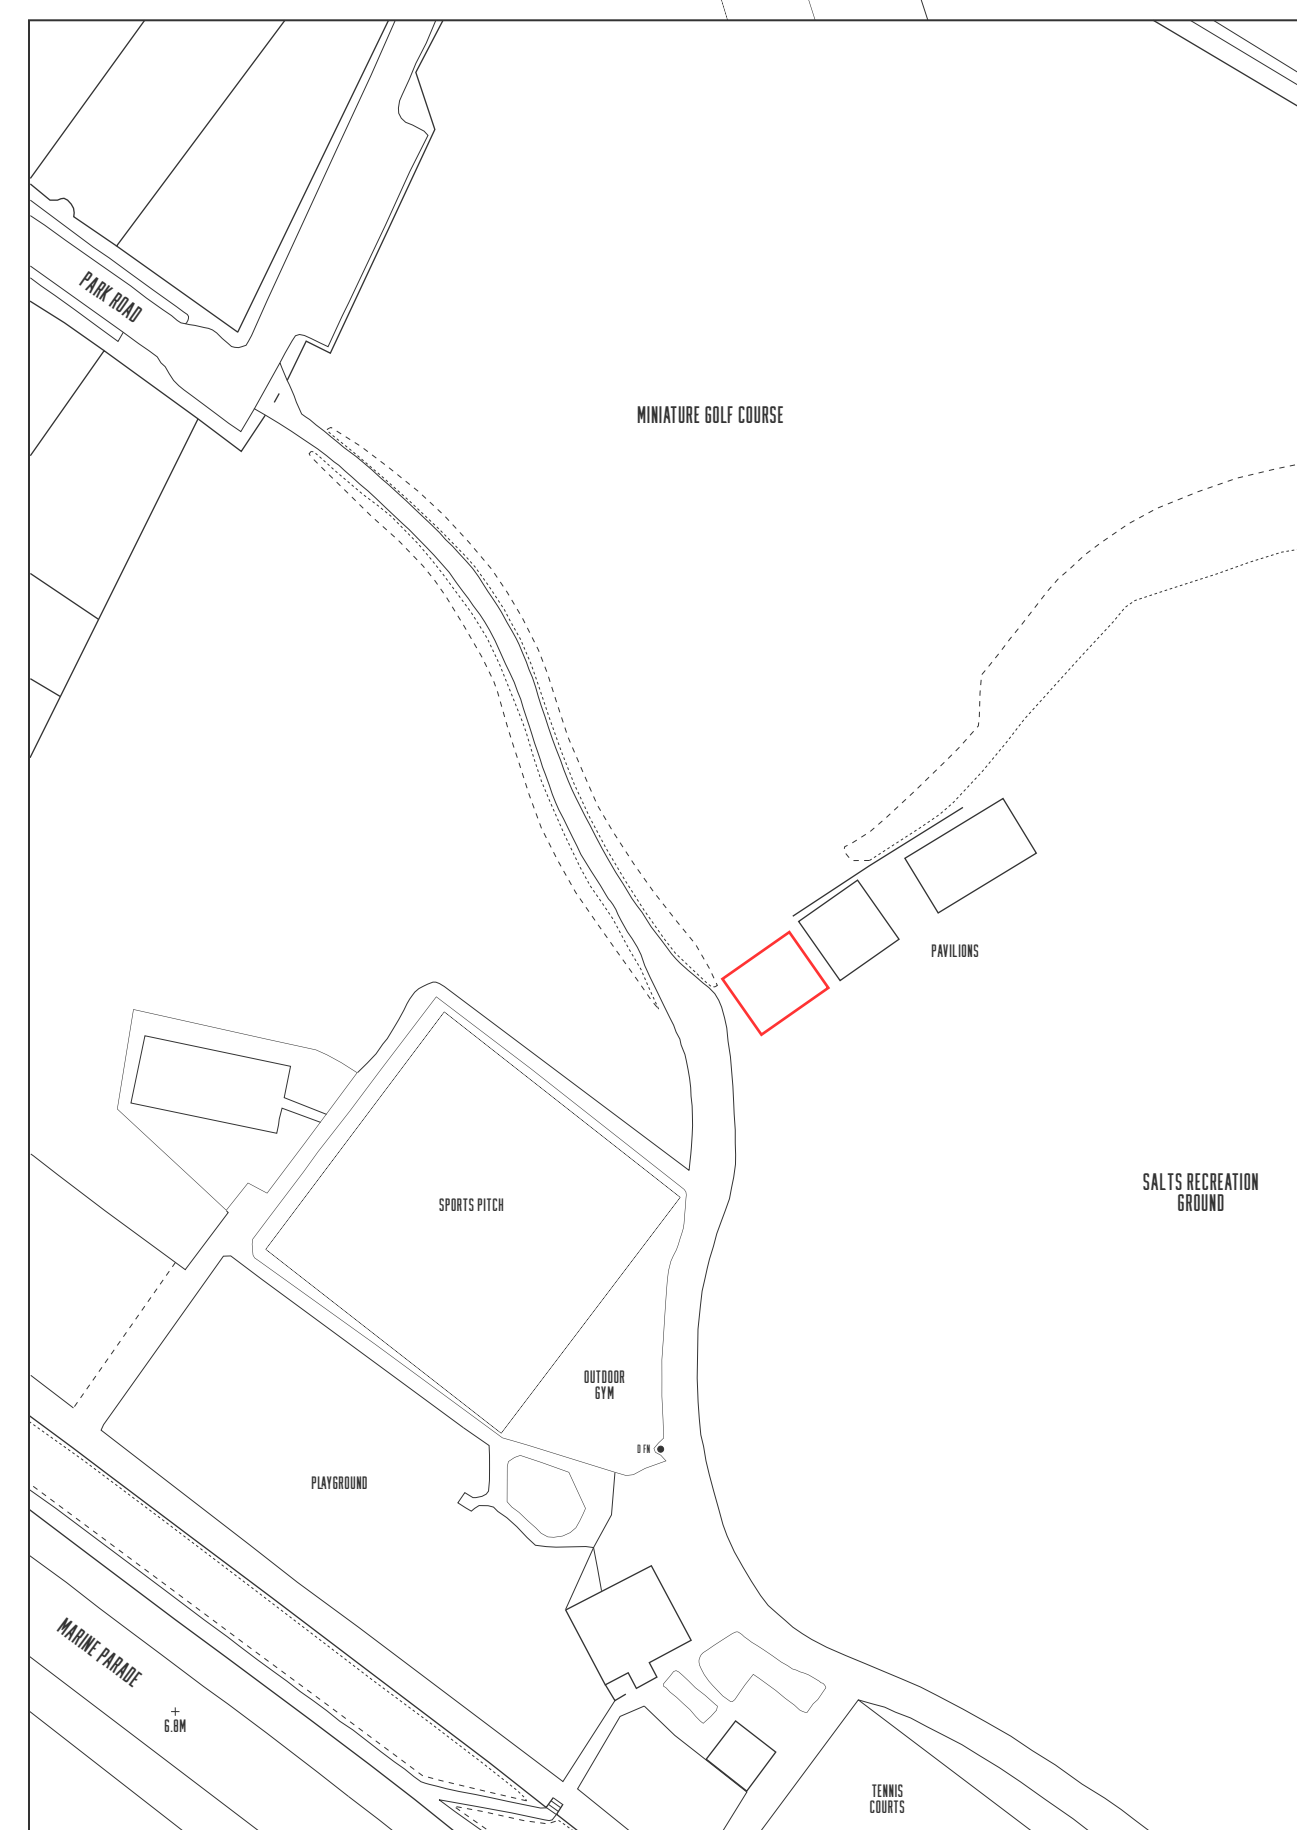 PARK ROAD
MINIATURE GOLF COURSE
PAVILIONS
SALTS RECREATION
GROUND
SPORTS PITCH
OUTDOOR
GYM
D FN
PLAYGROUND
MARINE PARADE
+
6.8M
TENNIS
COURTS